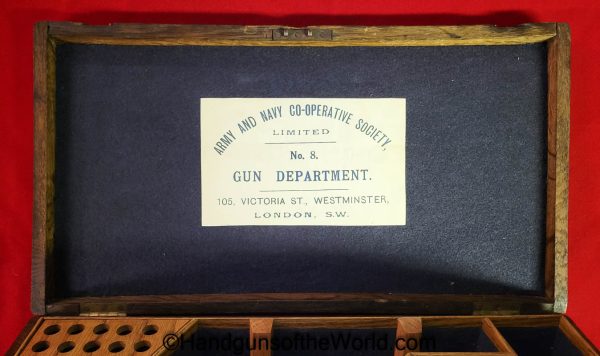 ARMY AND NAVY CO-OPERATIVE SOCIETY,
LIMITED
No. 8.
GUN DEPARTMENT.
105, VICTORIA ST., WESTMINSTER,
LONDON, S.W.
©HandgunsoftheWorld.com